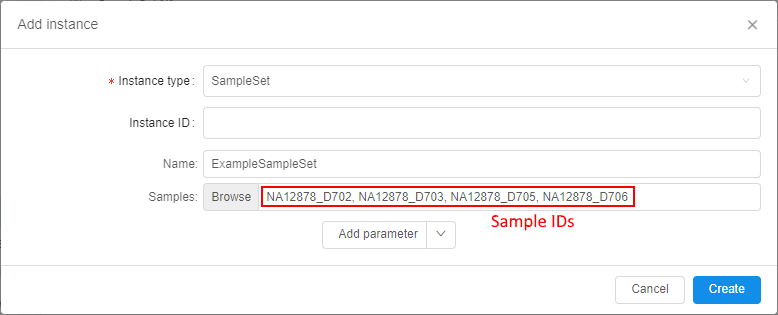 Add instance
* Instance type: SampleSet
Instance ID:
Name: ExampleSampleSet
Samples: Browse NA12878_D702, NA12878_D703, NA12878_D705, NA12878_D706
Sample IDs
Add parameter
Cancel Create